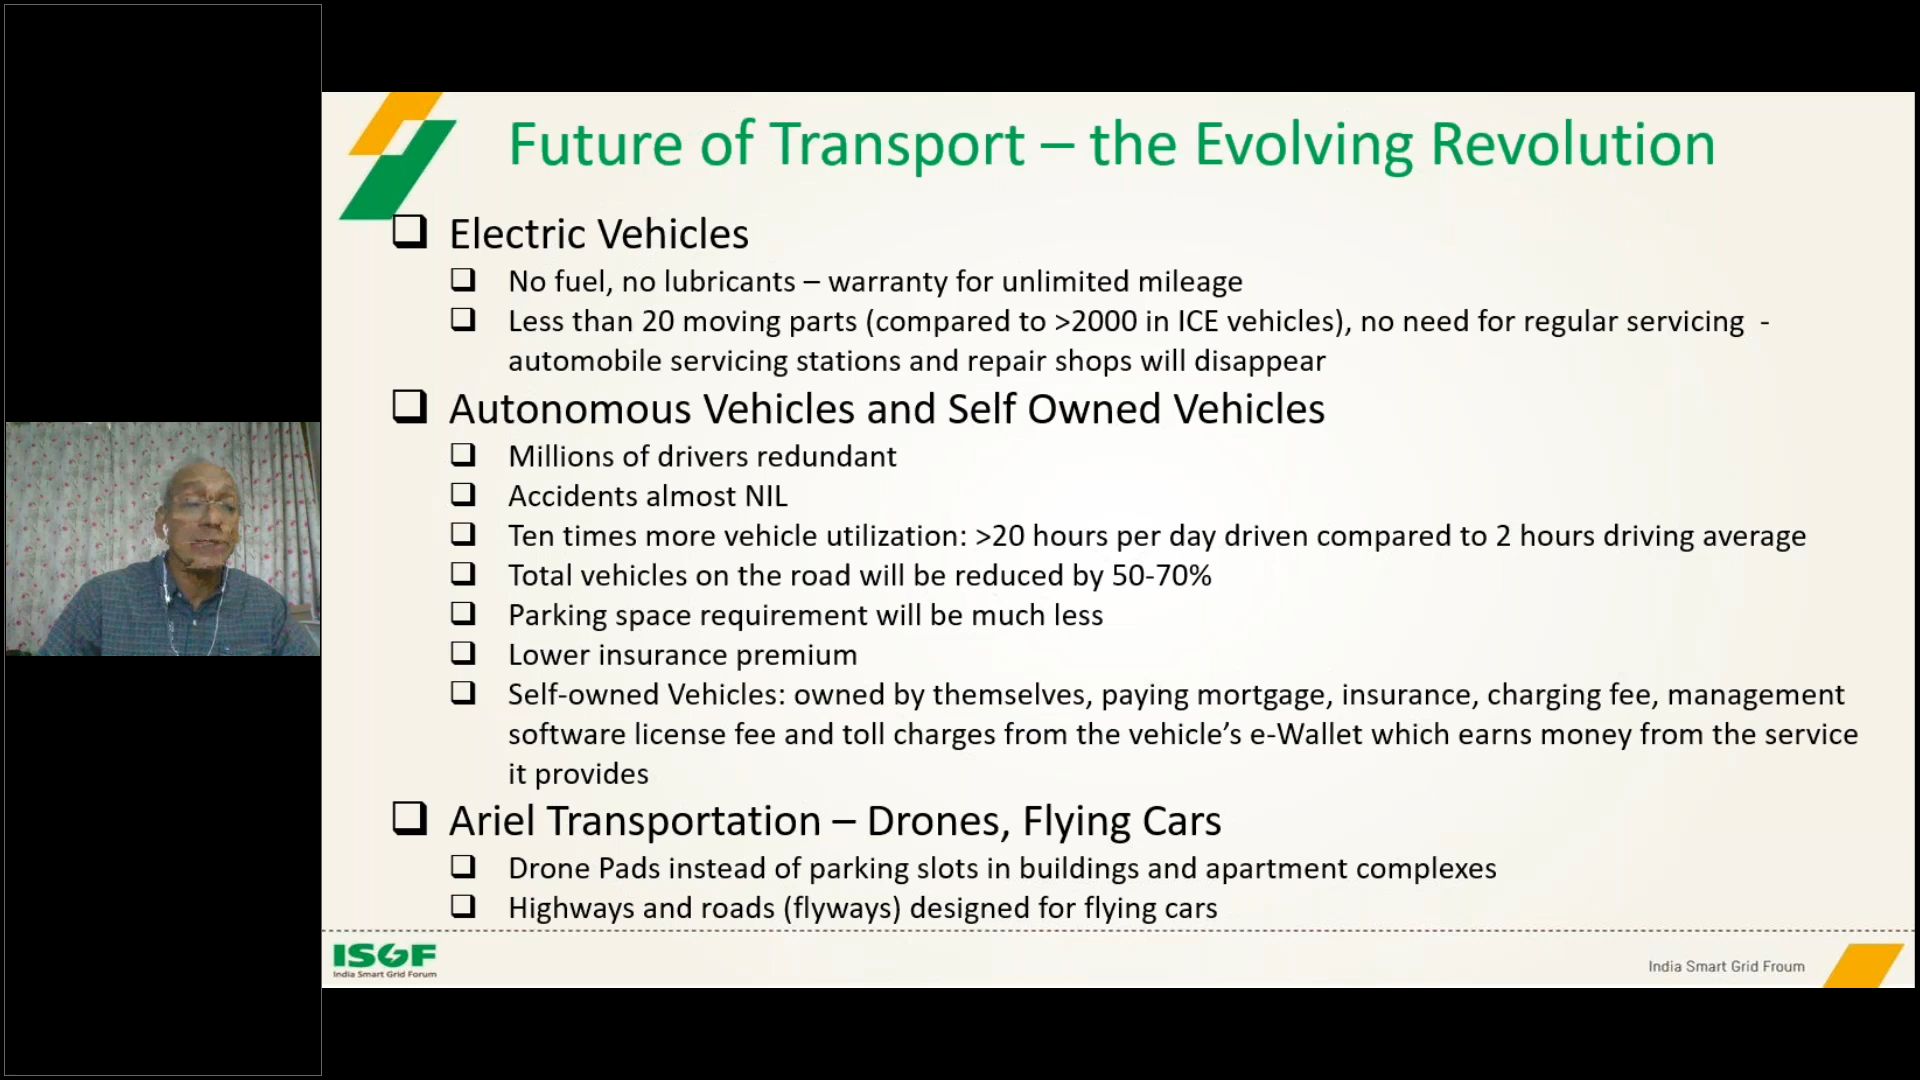 Future of Transport – the Evolving Revolution
Electric Vehicles
No fuel, no lubricants – warranty for unlimited mileage
Less than 20 moving parts (compared to >2000 in ICE vehicles), no need for regular servicing -
automobile servicing stations and repair shops will disappear
Autonomous Vehicles and Self Owned Vehicles
Millions of drivers redundant
Accidents almost NIL
Ten times more vehicle utilization: >20 hours per day driven compared to 2 hours driving average
Total vehicles on the road will be reduced by 50-70%
Parking space requirement will be much less
Lower insurance premium
Self-owned Vehicles: owned by themselves, paying mortgage, insurance, charging fee, management
software license fee and toll charges from the vehicle’s e-Wallet which earns money from the service
it provides
Ariel Transportation – Drones, Flying Cars
Drone Pads instead of parking slots in buildings and apartment complexes
Highways and roads (flyways) designed for flying cars
ISGF
India Smart Grid Forum
India Smart Grid Froum